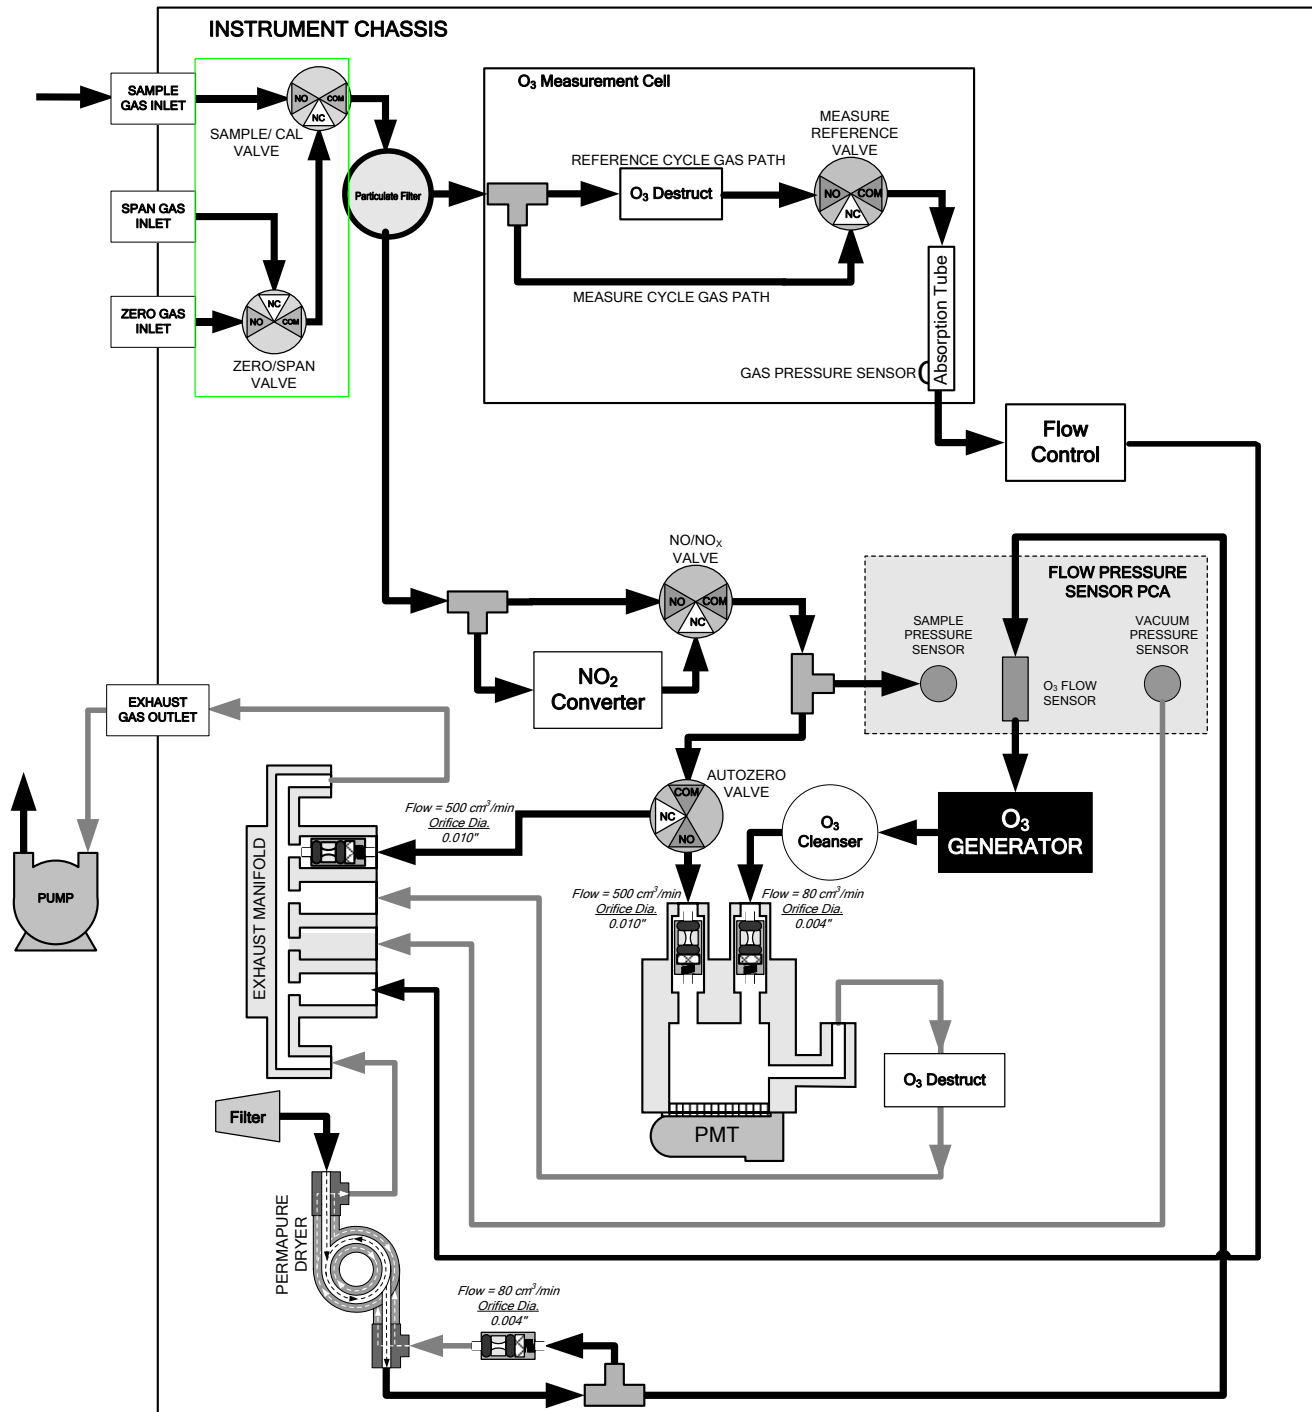 INSTRUMENT CHASSIS
SAMPLE
GAS INLET
NO
COM
NC
SAMPLE/ CAL
VALVE
SPAN GAS
INLET
ZERO GAS
INLET
NC
NO
COM
ZERO/SPAN
VALVE
Particulate Filter
O₃ Measurement Cell
REFERENCE CYCLE GAS PATH
O₃ Destruct
MEASURE
REFERENCE
VALVE
NO
COM
NC
MEASURE CYCLE GAS PATH
Absorption Tube
GAS PRESSURE SENSOR
Flow
Control
NO/NOₓ
VALVE
NO
COM
NC
NO₂
Converter
FLOW PRESSURE
SENSOR PCA
SAMPLE
PRESSURE
SENSOR
VACUUM
PRESSURE
SENSOR
O₃ FLOW
SENSOR
EXHAUST
GAS OUTLET
PUMP
AUTOZERO
VALVE
COM
NC
NO
O₃
Cleanser
O₃
GENERATOR
Flow = 500 cm³/min
Orifice Dia.
0.010"
EXHAUST MANIFOLD
Flow = 500 cm³/min
Orifice Dia.
0.010"
Flow = 80 cm³/min
Orifice Dia.
0.004"
O₃ Destruct
PMT
Filter
PERMAPURE
DRYER
Flow = 80 cm³/min
Orifice Dia.
0.004"